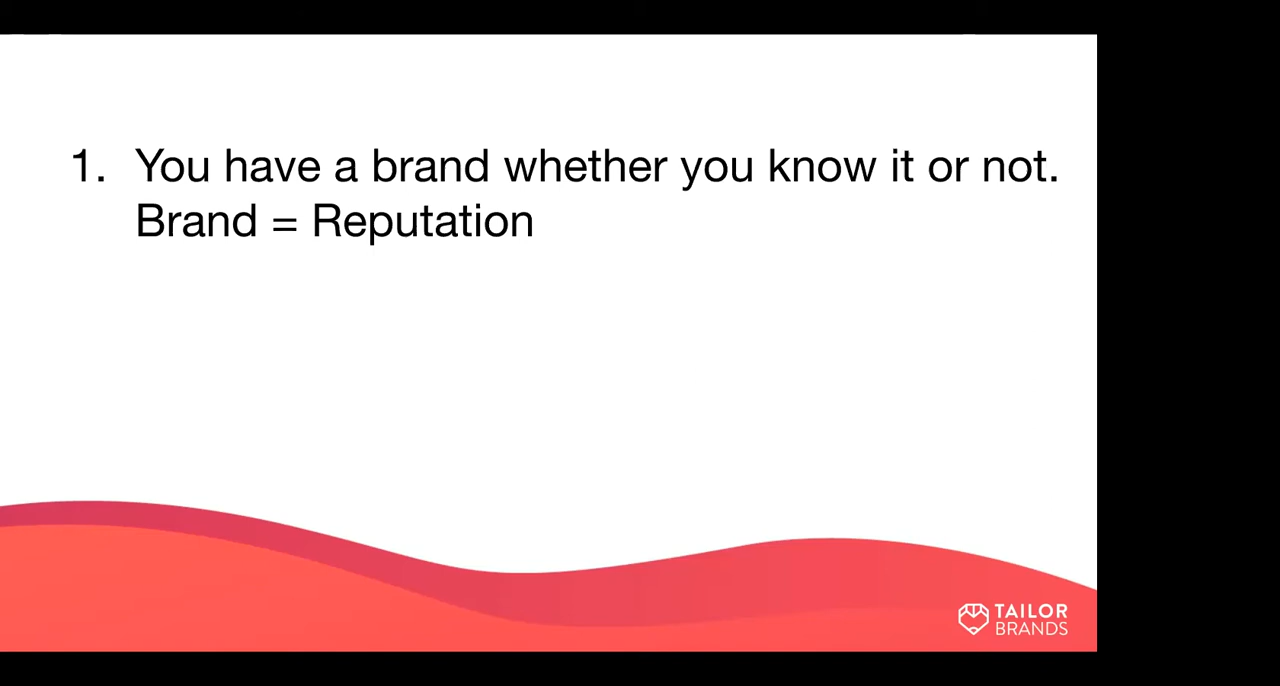 1. You have a brand whether you know it or not.
Brand = Reputation
TAILOR
BRANDS